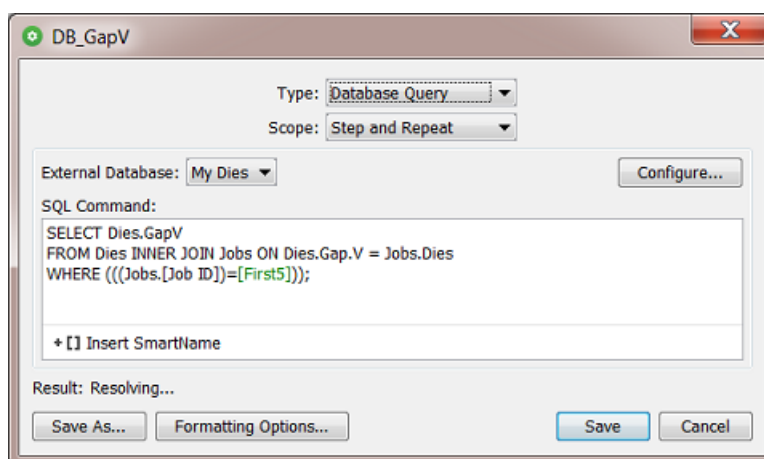 DB_GapV
Type: Database Query
Scope: Step and Repeat
External Database: My Dies
Configure...
SQL Command:
SELECT Dies.GapV
FROM Dies INNER JOIN Jobs ON Dies.Gap.V = Jobs.Dies
WHERE (((Jobs.[Job ID])=[First5]));
+[] Insert SmartName
Result: Resolving...
Save As... Formatting Options... Save Cancel